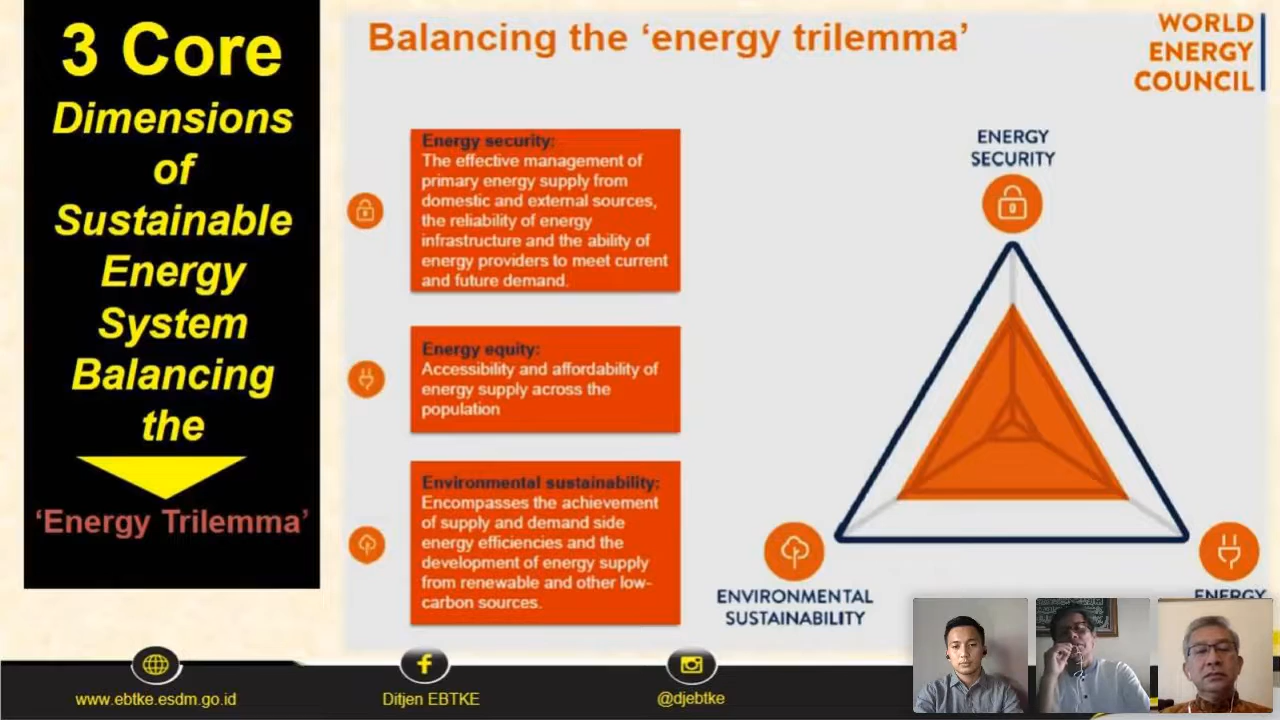 3 Core
Dimensions
of
Sustainable
Energy
System
Balancing
the
‘Energy Trilemma’
Balancing the ‘energy trilemma’
WORLD
ENERGY
COUNCIL
Energy security:
The effective management of
primary energy supply from
domestic and external sources,
the reliability of energy
infrastructure and the ability of
energy providers to meet current
and future demand.
Energy equity:
Accessibility and affordability of
energy supply across the
population
Environmental sustainability:
Encompasses the achievement
of supply and demand side
energy efficiencies and the
development of energy supply
from renewable and other low-
carbon sources.
ENERGY
SECURITY
ENVIRONMENTAL
SUSTAINABILITY
ENERGY
www.ebtke.esdm.go.id
Ditjen EBTKE
@djebtke